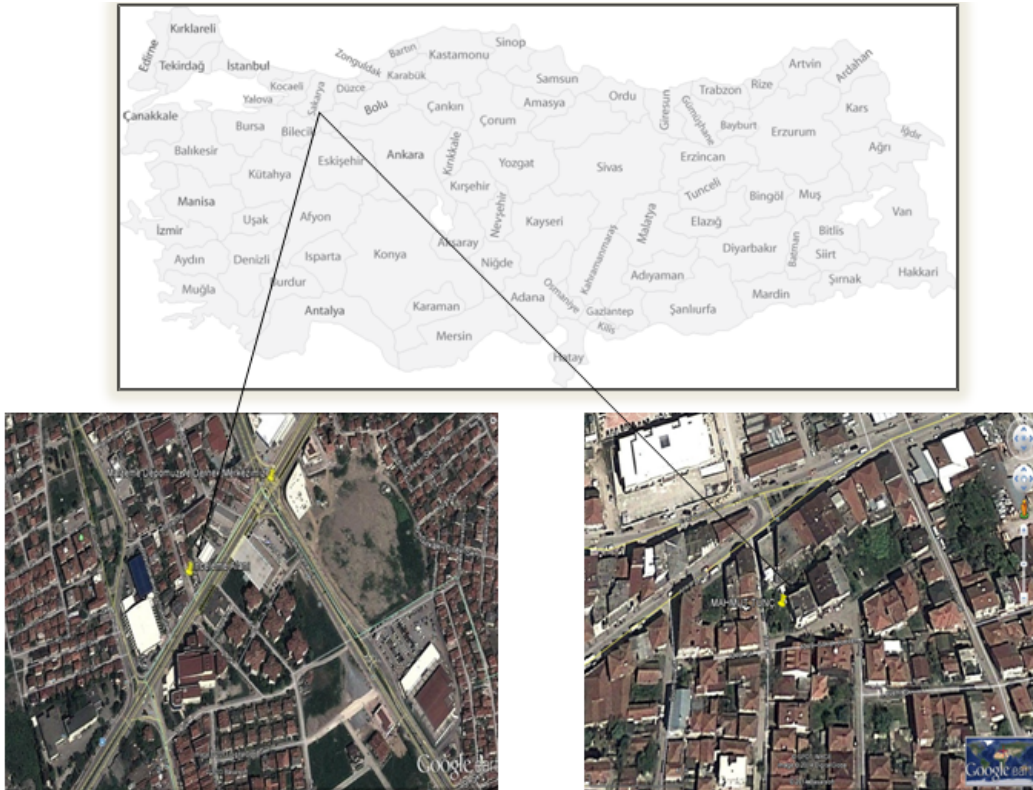 Kırklareli
Edirne
Tekirdağ
İstanbul
Kocaeli
Yalova
Sakarya
Düzce
Zonguldak
Bartın
Karabük
Kastamonu
Sinop
Samsun
Ordu
Giresun
Trabzon
Rize
Artvin
Ardahan
Çanakkale
Bursa
Bilecik
Bolu
Çankırı
Çorum
Amasya
Gümüşhane
Bayburt
Erzurum
Kars
Iğdır
Balıkesir
Kütahya
Eskişehir
Ankara
Kırıkkale
Yozgat
Sivas
Erzincan
Ağrı
Manisa
Uşak
Afyon
Kırşehir
Nevşehir
Kayseri
Malatya
Tunceli
Elazığ
Bingöl
Muş
Van
İzmir
Aydın
Denizli
Isparta
Konya
Aksaray
Niğde
Kahramanmaraş
Diyarbakır
Batman
Bitlis
Siirt
Hakkari
Muğla
Burdur
Antalya
Karaman
Mersin
Adana
Osmaniye
Gaziantep
Kilis
Adıyaman
Şanlıurfa
Mardin
Şırnak
Hatay
Google earth